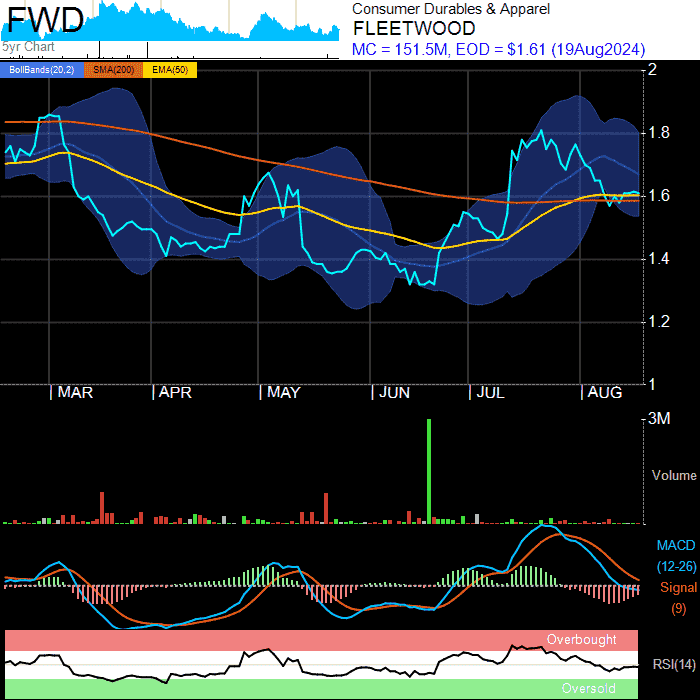 FWD
5yr Chart
Consumer Durables & Apparel
FLEETWOOD
MC = 151.5M, EOD = $1.61 (19Aug2024)
BollBands(20,2) SMA(200) EMA(50)
2
1.8
1.6
1.4
1.2
1
MAR APR MAY JUN JUL AUG
3M
Volume
MACD
(12-26)
Signal
(9)
Overbought
RSI(14)
Oversold